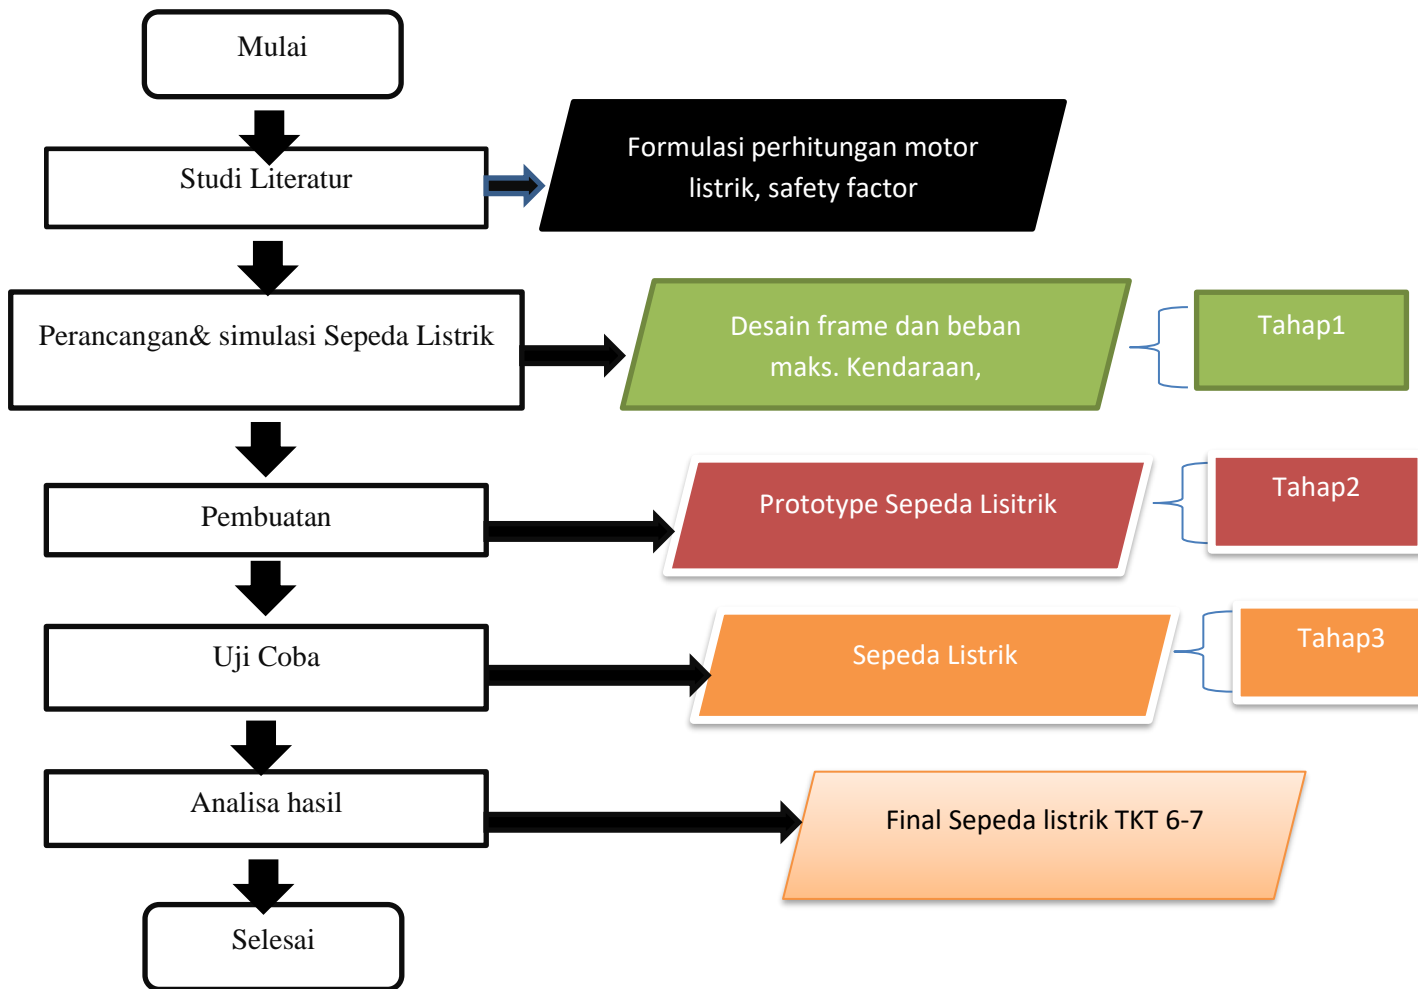 Mulai
Studi Literatur
Formulasi perhitungan motor
listrik, safety factor
Perancangan& simulasi Sepeda Listrik
Desain frame dan beban
maks. Kendaraan,
Tahap1
Pembuatan
Prototype Sepeda Lisitrik
Tahap2
Uji Coba
Sepeda Listrik
Tahap3
Analisa hasil
Final Sepeda listrik TKT 6-7
Selesai